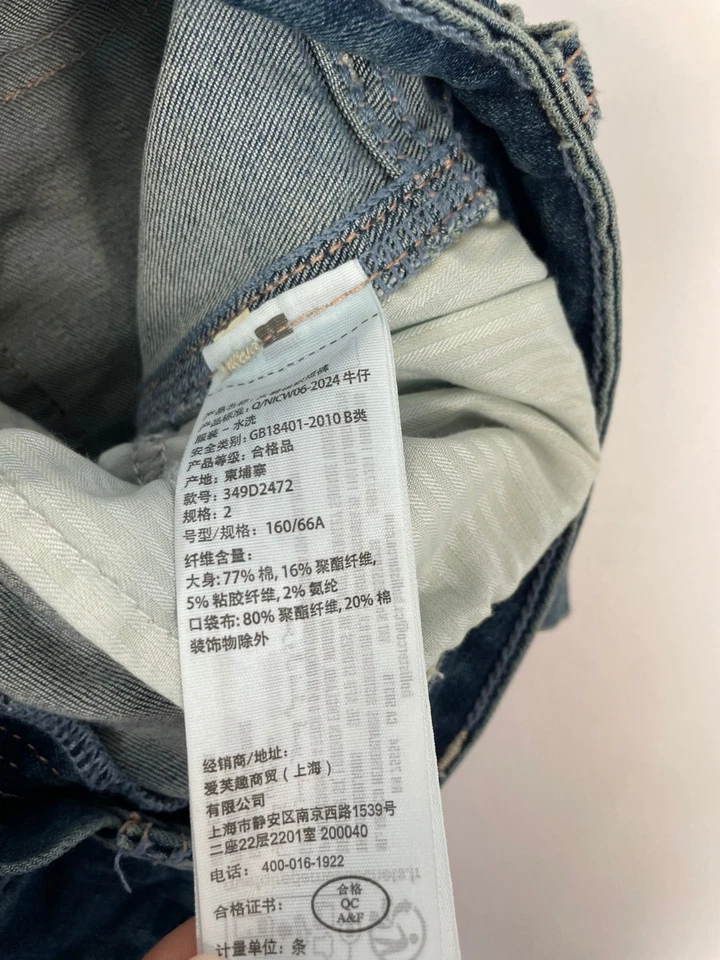 产品标准: Q/NJCW06-2024 牛仔
服装 - 水洗
安全类别: GB18401-2010 B类
产品等级: 合格品
产地: 柬埔寨
款号: 349D2472
规格: 2
号型/规格: 160/66A
纤维含量:
大身: 77% 棉, 16% 聚酯纤维,
5% 粘胶纤维, 2% 氨纶
口袋布: 80% 聚酯纤维, 20% 棉
装饰物除外
经销商/地址:
爱芙趣商贸 (上海)
有限公司
上海市静安区南京西路1539号
二座22层2201室 200040
电话: 400-016-1922
合格证书:
合格
QC
A&F
计量单位: 条